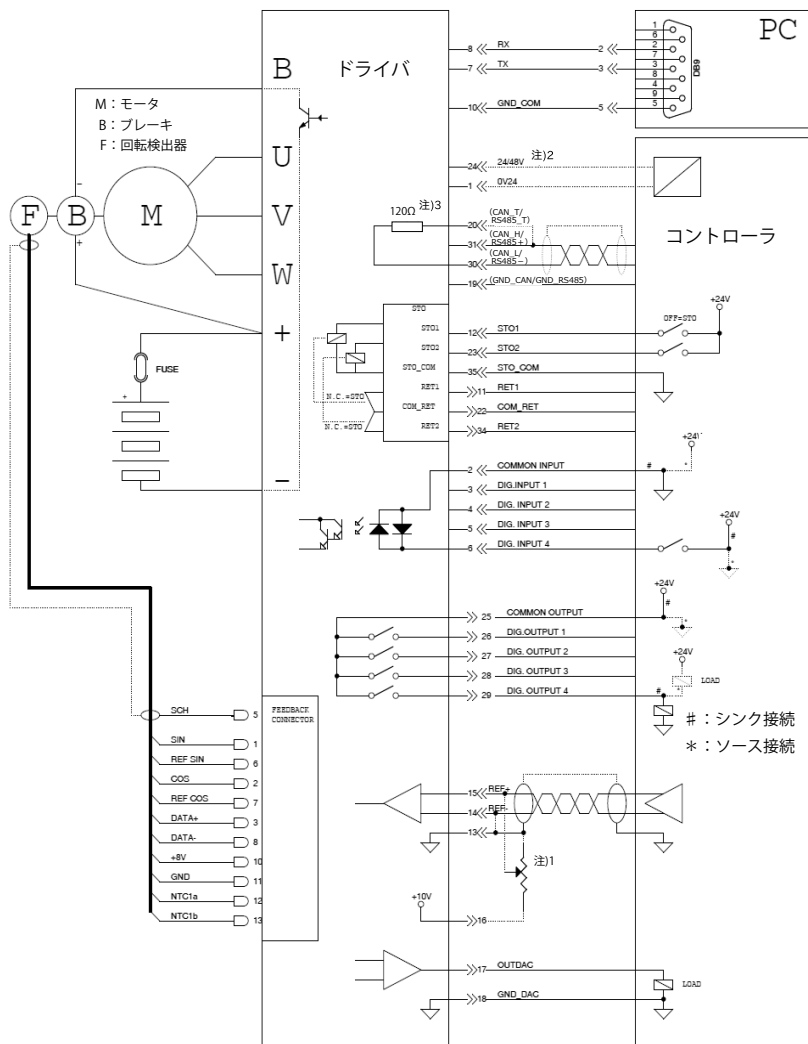 PC
1
6
2
7
3
8
4
9
5
DB9
8 RX 2
7 TX 3
10 GND_COM 5
ドライバ
B
M:モータ
B:ブレーキ
F:回転検出器
U
V
W
−
F
B
M
+
+
FUSE
+
−
コントローラ
24 24/48V 注)2
1 0V24
120Ω 注)3
20 (CAN_T/
RS485_T)
31 (CAN_H/
RS485+)
30 (CAN_L/
RS485−)
19 (GND_CAN/GND_RS485)
STO
STO1 12 STO1
STO2 23 STO2
STO_COM 35 STO_COM
RET1 11 RET1
COM_RET 22 COM_RET
RET2 34 RET2
N.C.=STO
N.C.=STO
OFF=STO
+24V
2 COMMON INPUT # *
+24V
3 DIG.INPUT 1
4 DIG. INPUT 2
5 DIG. INPUT 3
6 DIG. INPUT 4
+24V
#
*
25 COMMON OUTPUT
+24V
#
*
26 DIG.OUTPUT 1
27 DIG. OUTPUT 2
28 DIG. OUTPUT 3
29 DIG. OUTPUT 4 # *
+24V
LOAD
#:シンク接続
*:ソース接続
FEEDBACK
CONNECTOR
SCH 5
SIN 1
REF SIN 6
COS 2
REF COS 7
DATA+ 3
DATA- 8
+8V 10
GND 11
NTC1a 12
NTC1b 13
15 REF+
14 REF-
13
注)1
+10V
16
17 OUTDAC
18 GND_DAC
LOAD